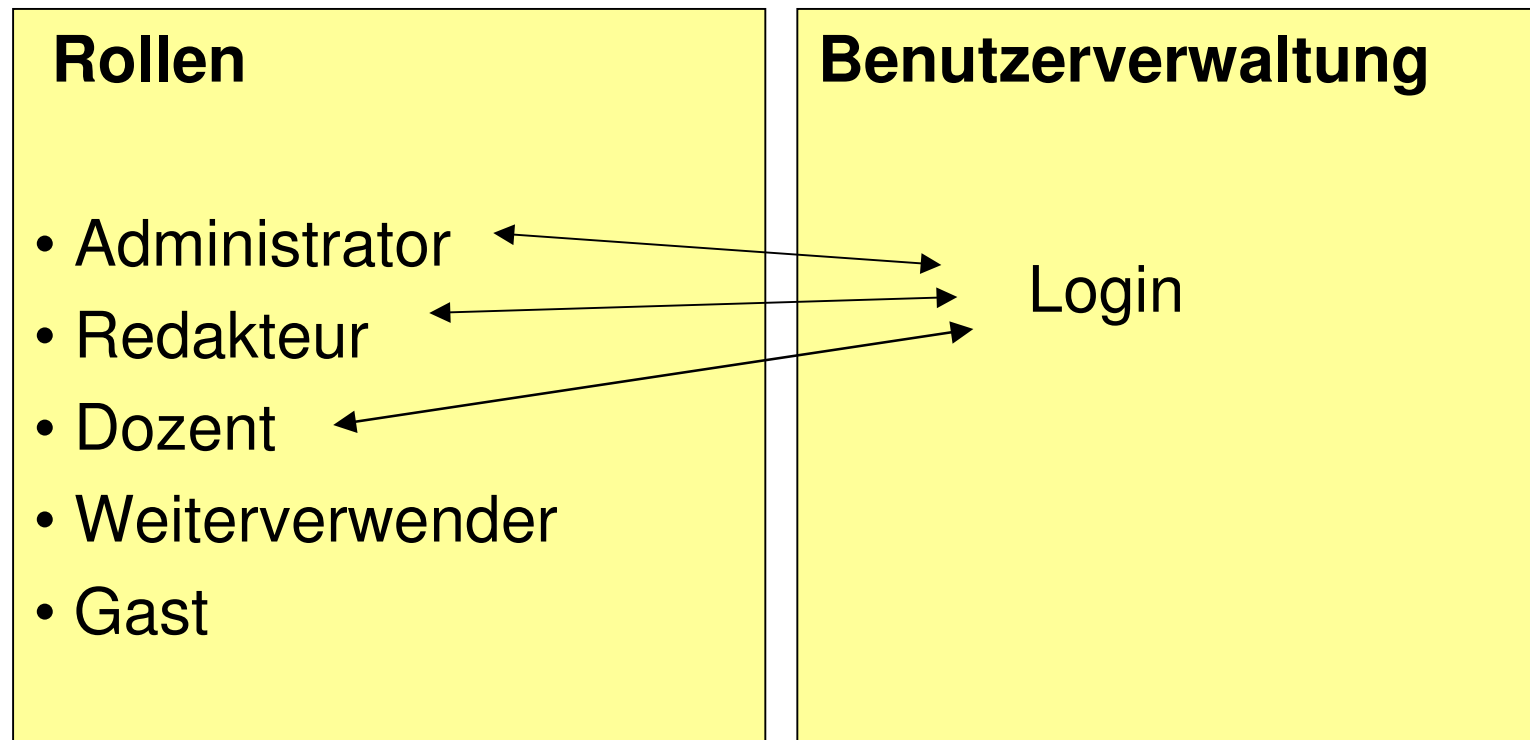 Rollen
• Administrator
• Redakteur
• Dozent
• Weiterverwender
• Gast
Benutzerverwaltung
Login